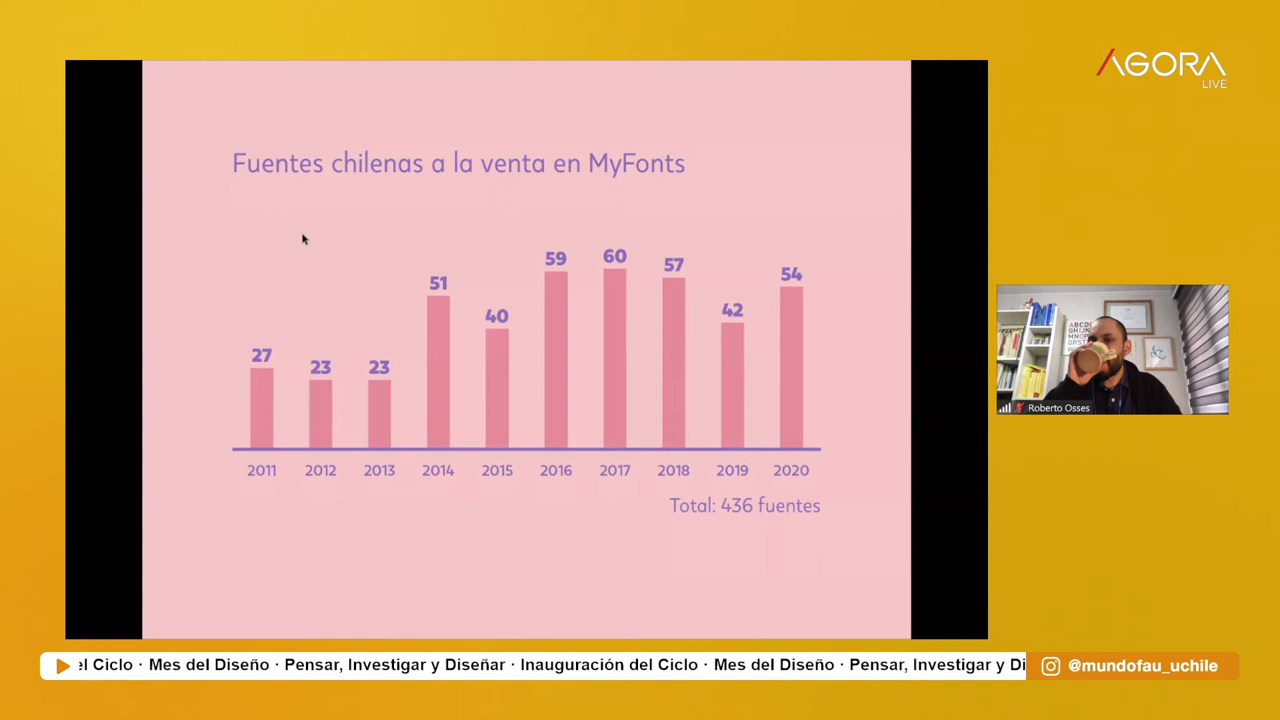 AGORA
LIVE
Fuentes chilenas a la venta en MyFonts
27
23
23
51
40
59
60
57
42
54
2011 2012 2013 2014 2015 2016 2017 2018 2019 2020
Total: 436 fuentes
ABCDE
Roberto Osses
el Ciclo · Mes del Diseño · Pensar, Investigar y Diseñar · Inauguración del Ciclo · Mes del Diseño · Pensar, Investigar y Di
@mundofau_uchile